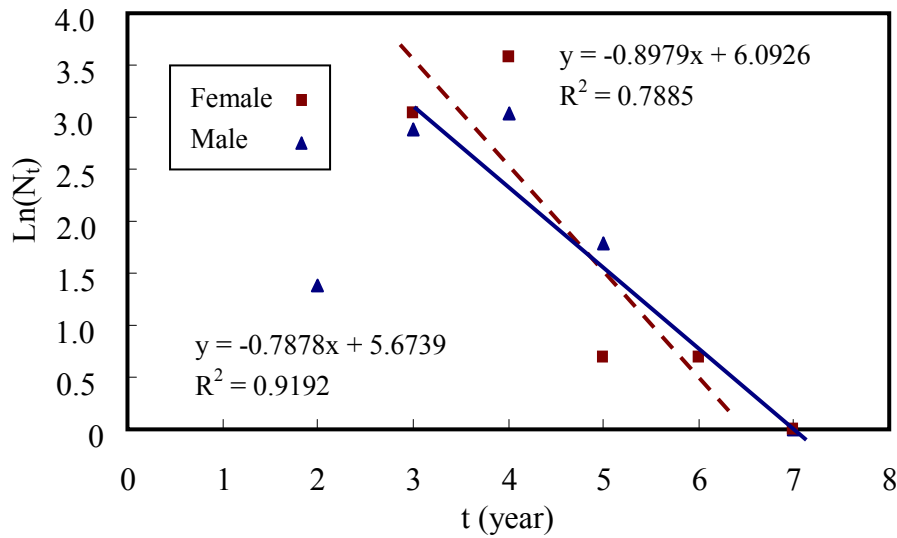 4.0
3.5
3.0
2.5
2.0
1.5
1.0
0.5
0
Ln(Nt)
Female
Male
y = -0.8979x + 6.0926
R2 = 0.7885
y = -0.7878x + 5.6739
R2 = 0.9192
0 1 2 3 4 5 6 7 8
t (year)